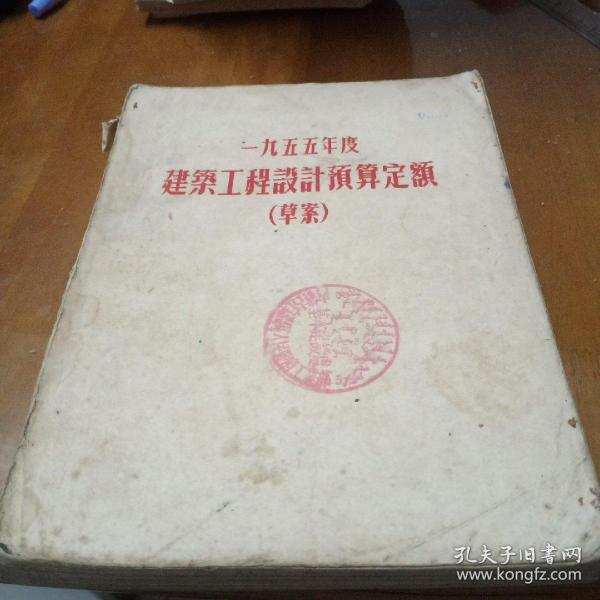 一九五五年度
建築工程設計預算定額
(草案)
孔夫子旧书网
www.kongfz.com